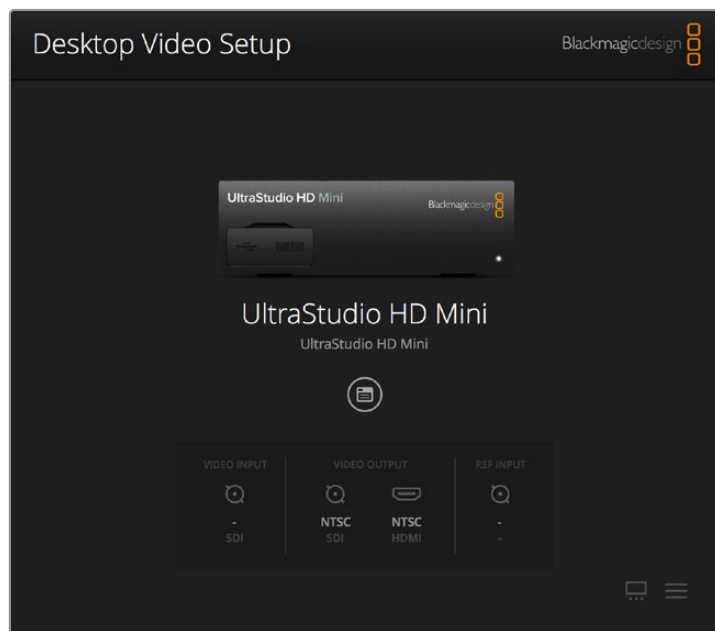 Desktop Video Setup
Blackmagicdesign
UltraStudio HD Mini
Blackmagicdesign
UltraStudio HD Mini
UltraStudio HD Mini
VIDEO INPUT VIDEO OUTPUT REF INPUT
- NTSC NTSC -
SDI SDI HDMI -